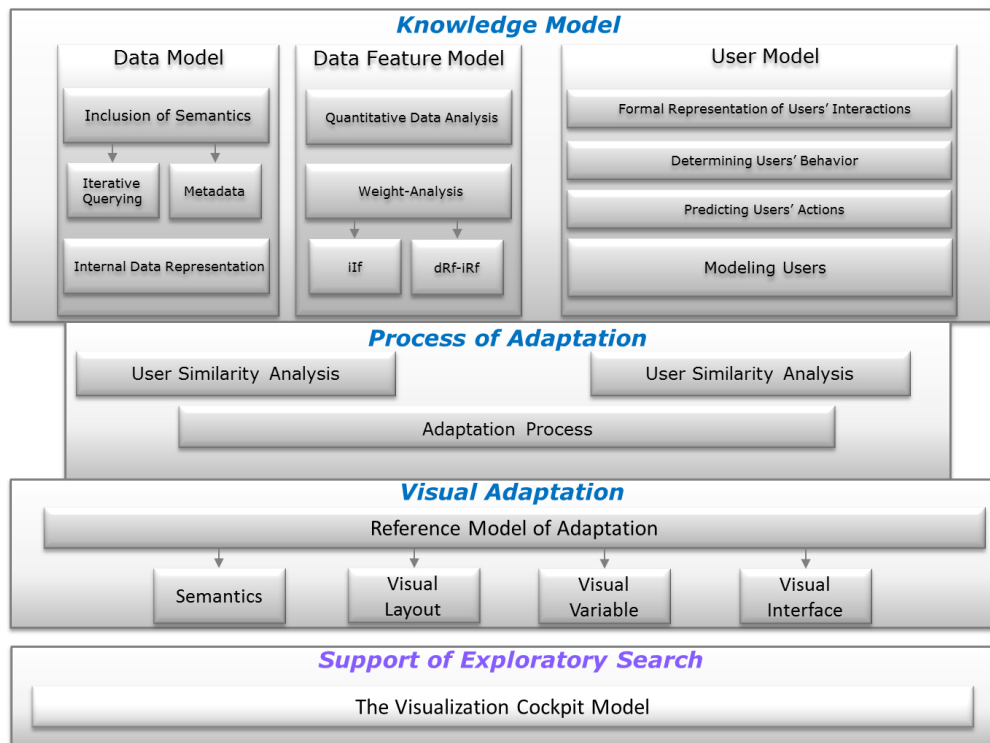 Knowledge Model
Data Model
Inclusion of Semantics
Iterative
Querying
Metadata
Internal Data Representation
Data Feature Model
Quantitative Data Analysis
Weight-Analysis
iIf
dRf-iRf
User Model
Formal Representation of Users’ Interactions
Determining Users’ Behavior
Predicting Users’ Actions
Modeling Users
Process of Adaptation
User Similarity Analysis
User Similarity Analysis
Adaptation Process
Visual Adaptation
Reference Model of Adaptation
Semantics
Visual
Layout
Visual
Variable
Visual
Interface
Support of Exploratory Search
The Visualization Cockpit Model